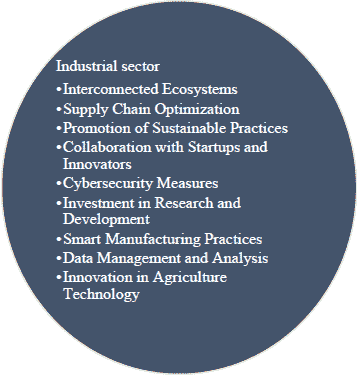 Industrial sector
•Interconnected Ecosystems
•Supply Chain Optimization
•Promotion of Sustainable Practices
•Collaboration with Startups and
Innovators
•Cybersecurity Measures
•Investment in Research and
Development
•Smart Manufacturing Practices
•Data Management and Analysis
•Innovation in Agriculture
Technology